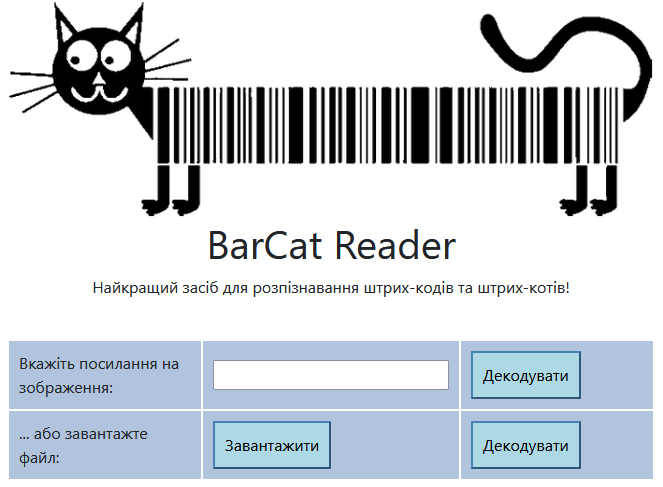 BarCat Reader
Найкращий засіб для розпізнавання штрих-кодів та штрих-котів!
Вкажіть посилання на
зображення:
Декодувати
... або завантажте
файл:
Завантажити
Декодувати